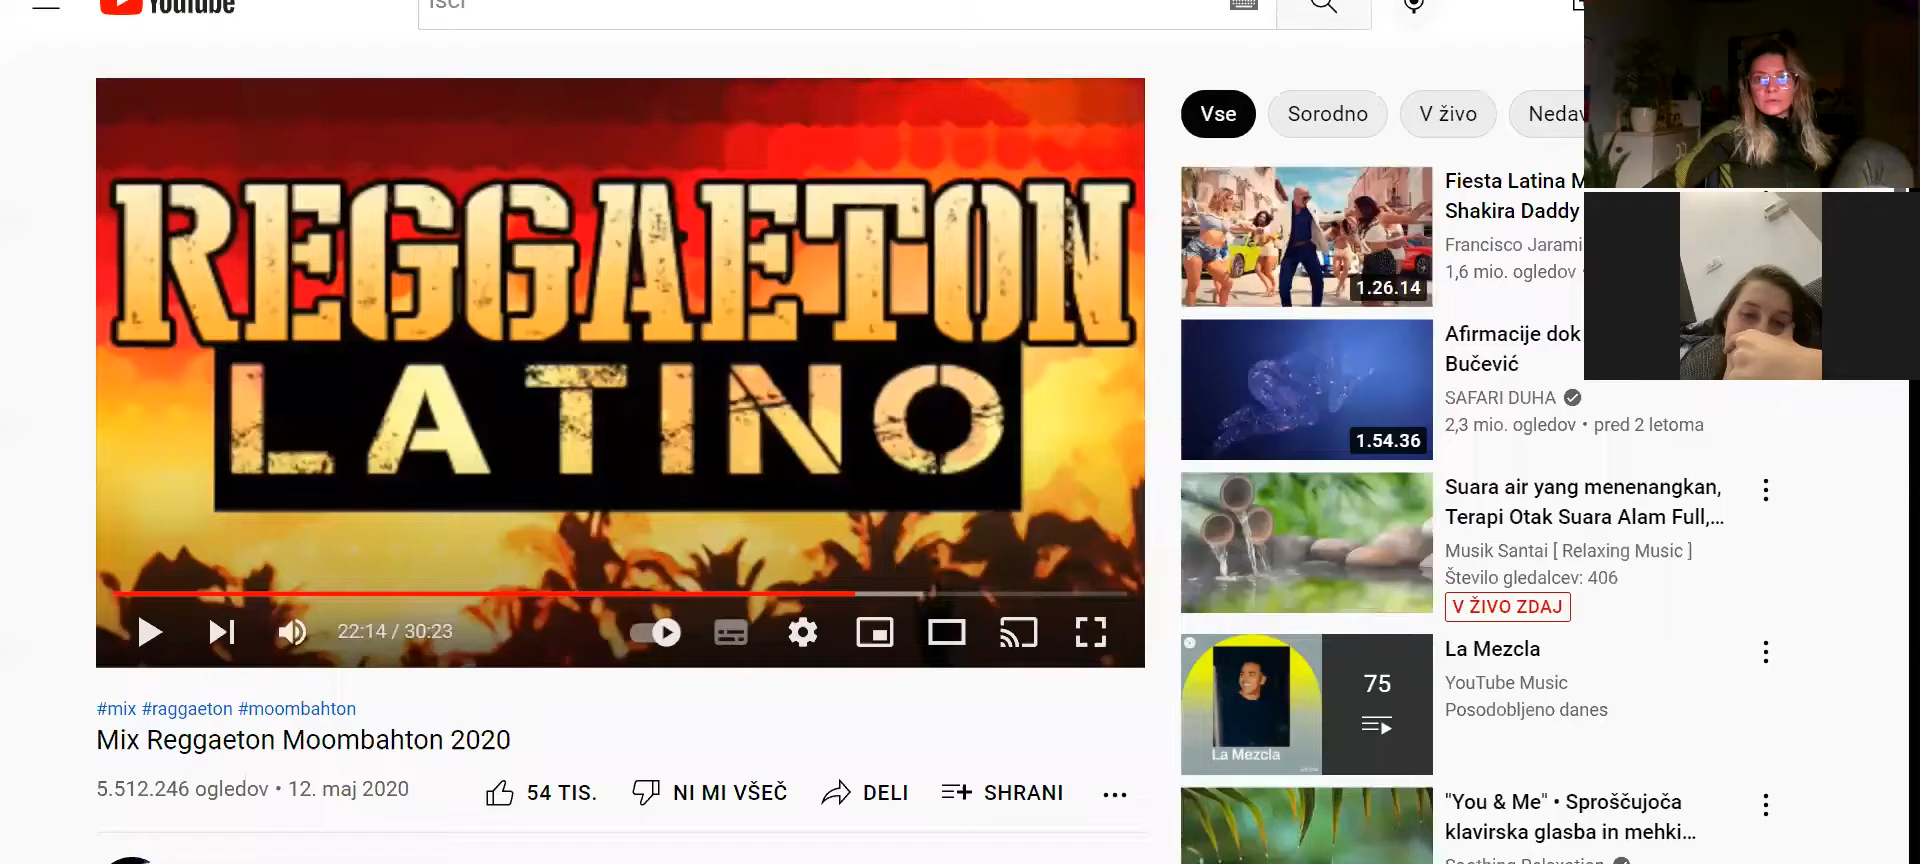 YouTube
Išči
REGGAETON
LATINO
22:14 / 30:23
#mix #raggaeton #moombahton
Mix Reggaeton Moombahton 2020
5.512.246 ogledov • 12. maj 2020
54 TIS.
NI MI VŠEČ
DELI
SHRANI
Vse
Sorodno
V živo
1.26.14
Fiesta Latina
Shakira Daddy
Francisco
1,6 mio. ogledov
1.54.36
Afirmacije
Bučević
SAFARI DUHA
2,3 mio. ogledov • pred 2 letoma
Suara air yang menenangkan,
Terapi Otak Suara Alam Full,...
Musik Santai [ Relaxing Music ]
Število gledalcev: 406
V ŽIVO ZDAJ
75
La Mezcla
La Mezcla
YouTube Music
Posodobljeno danes
"You & Me" • Sproščujoča
klavirska glasba in mehki...